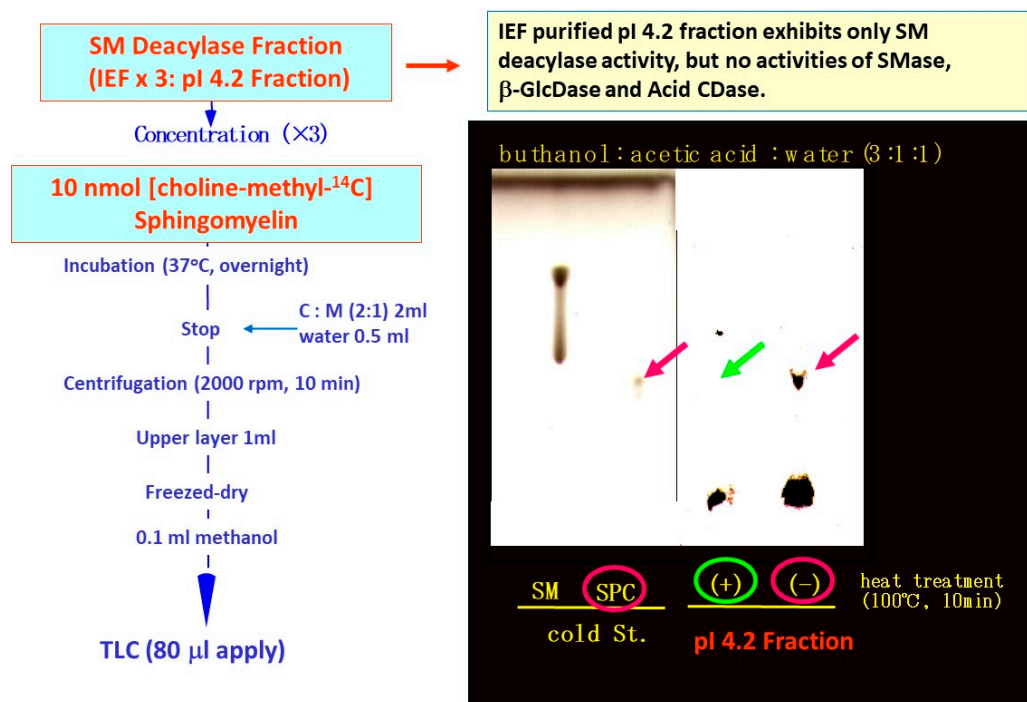 SM Deacylase Fraction
(IEF x 3: pI 4.2 Fraction)
IEF purified pI 4.2 fraction exhibits only SM
deacylase activity, but no activities of SMase,
β-GlcDase and Acid CDase.
Concentration (×3)
10 nmol [choline-methyl-¹⁴C]
Sphingomyelin
Incubation (37°C, overnight)
Stop
C : M (2:1) 2ml
water 0.5 ml
Centrifugation (2000 rpm, 10 min)
Upper layer 1ml
Freezed-dry
0.1 ml methanol
TLC (80 μl apply)
buthanol：acetic acid：water (3：1：1)
SM SPC (+) (−)
heat treatment
(100℃, 10min)
cold St.
pI 4.2 Fraction